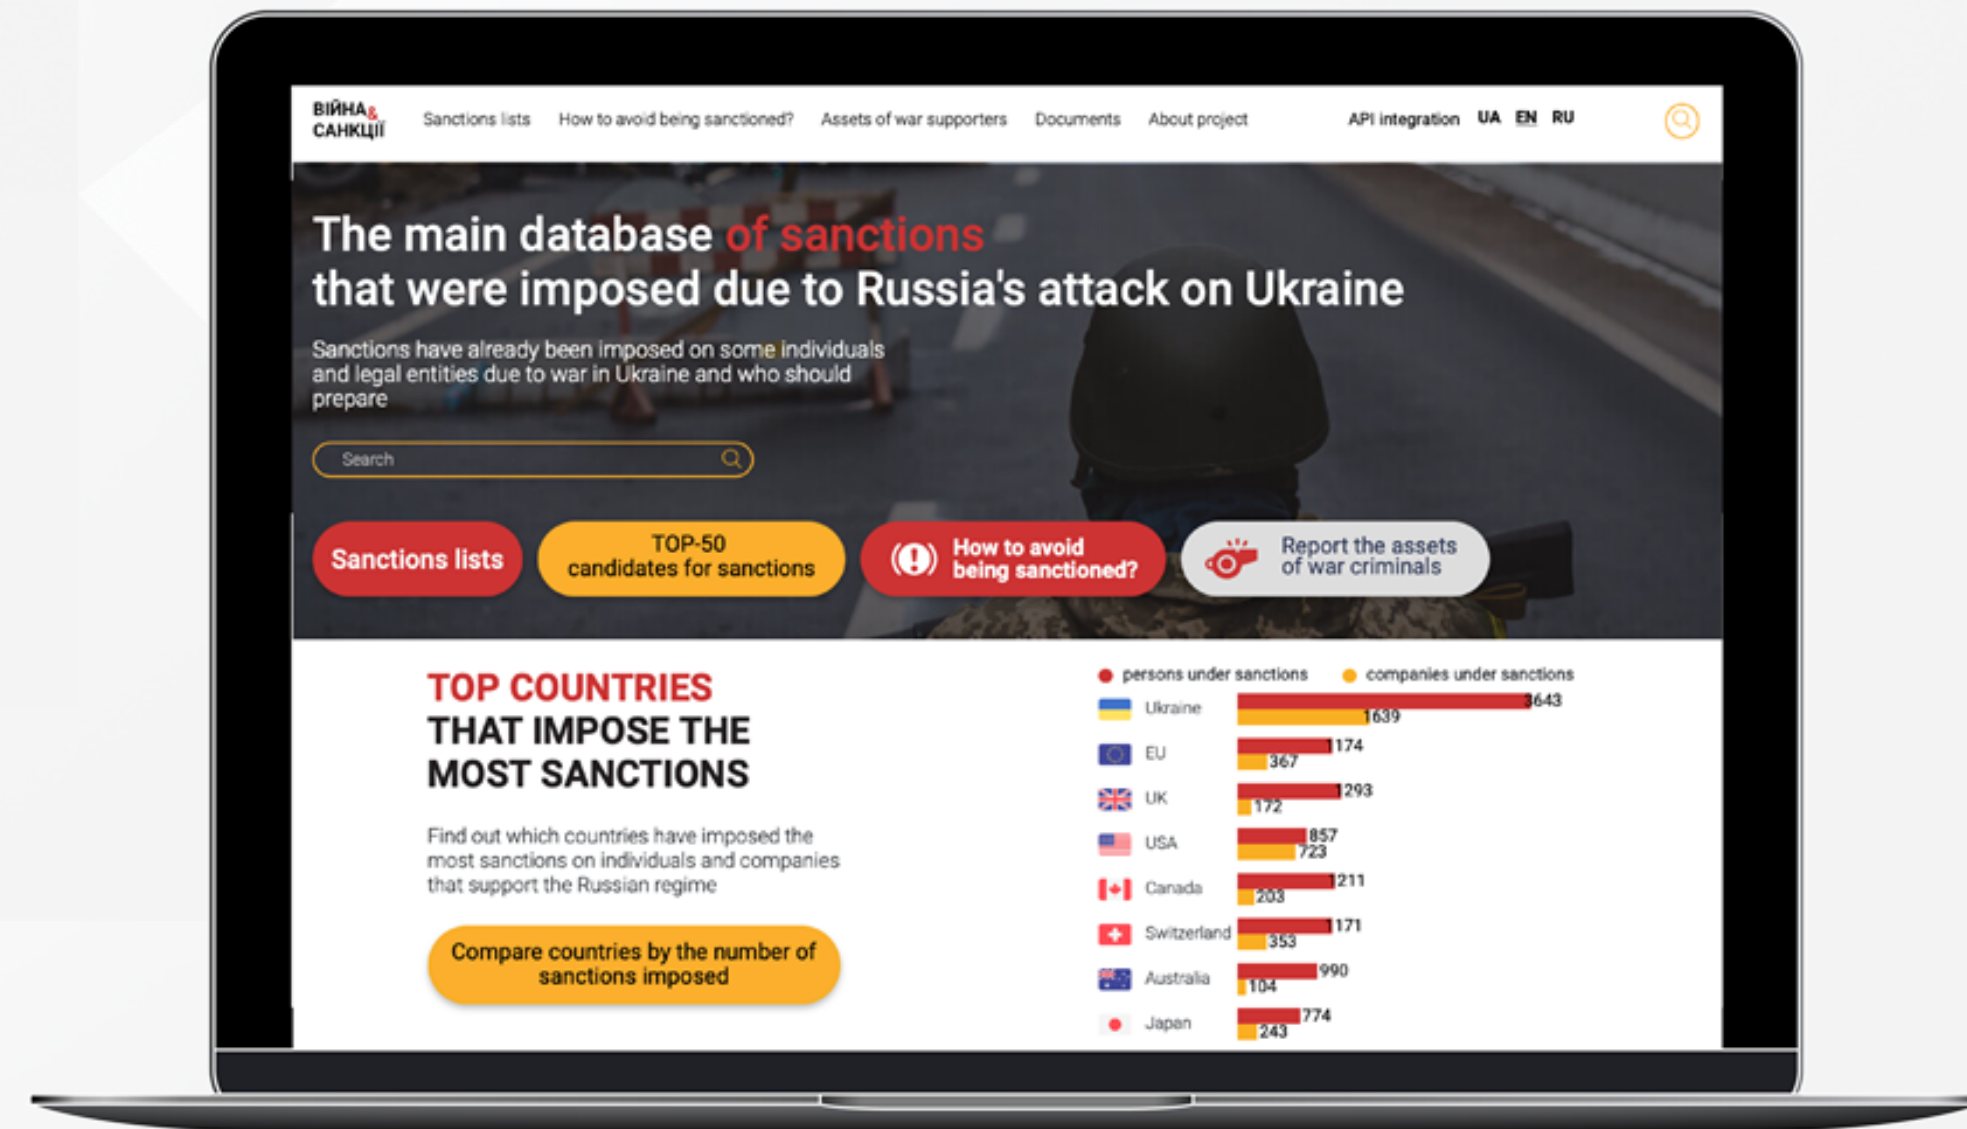 ВІЙНА&
САНКЦІЇ
Sanctions lists
How to avoid being sanctioned?
Assets of war supporters
Documents
About project
API integration
UA EN RU
The main database of sanctions
that were imposed due to Russia's attack on Ukraine
Sanctions have already been imposed on some individuals
and legal entities due to war in Ukraine and who should
prepare
Search
Sanctions lists
TOP-50
candidates for sanctions
How to avoid
being sanctioned?
Report the assets
of war criminals
TOP COUNTRIES
THAT IMPOSE THE
MOST SANCTIONS
Find out which countries have imposed the
most sanctions on individuals and companies
that support the Russian regime
Compare countries by the number of
sanctions imposed
persons under sanctions
companies under sanctions
Ukraine
3643
1639
EU
1174
367
UK
1293
172
USA
857
723
Canada
1211
203
Switzerland
1171
353
Australia
990
104
Japan
774
243